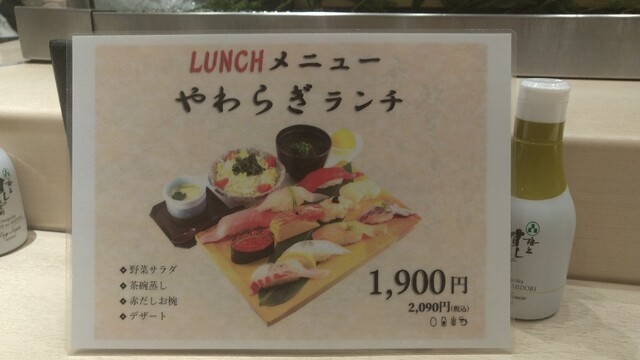 LUNCHメニュー
やわらぎランチ
❖ 野菜サラダ
❖ 茶碗蒸し
❖ 赤だしお椀
❖ デザート
1,900円
2,090円(税込)
極上